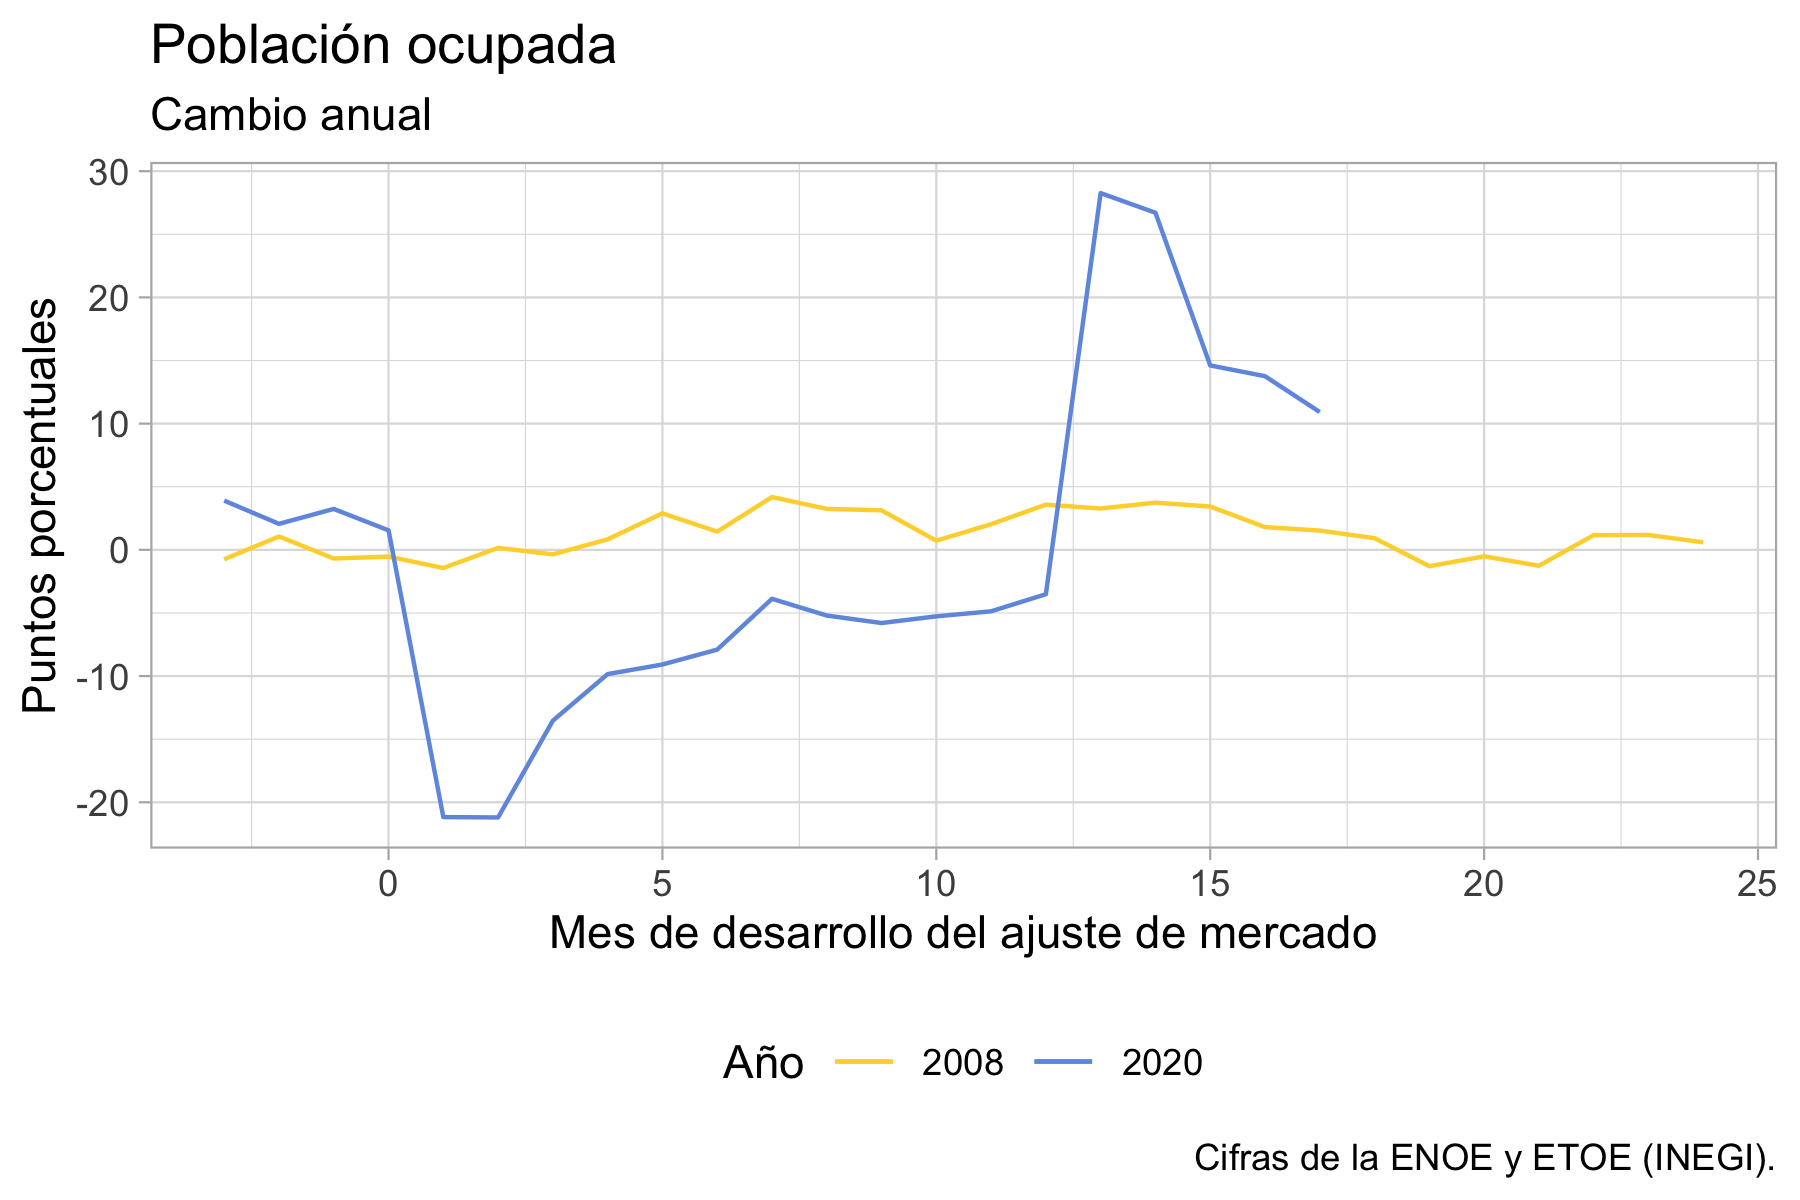 Población ocupada
Cambio anual
Puntos porcentuales
30
20
10
0
-10
-20
0 5 10 15 20 25
Mes de desarrollo del ajuste de mercado
Año 2008 2020
Cifras de la ENOE y ETOE (INEGI).